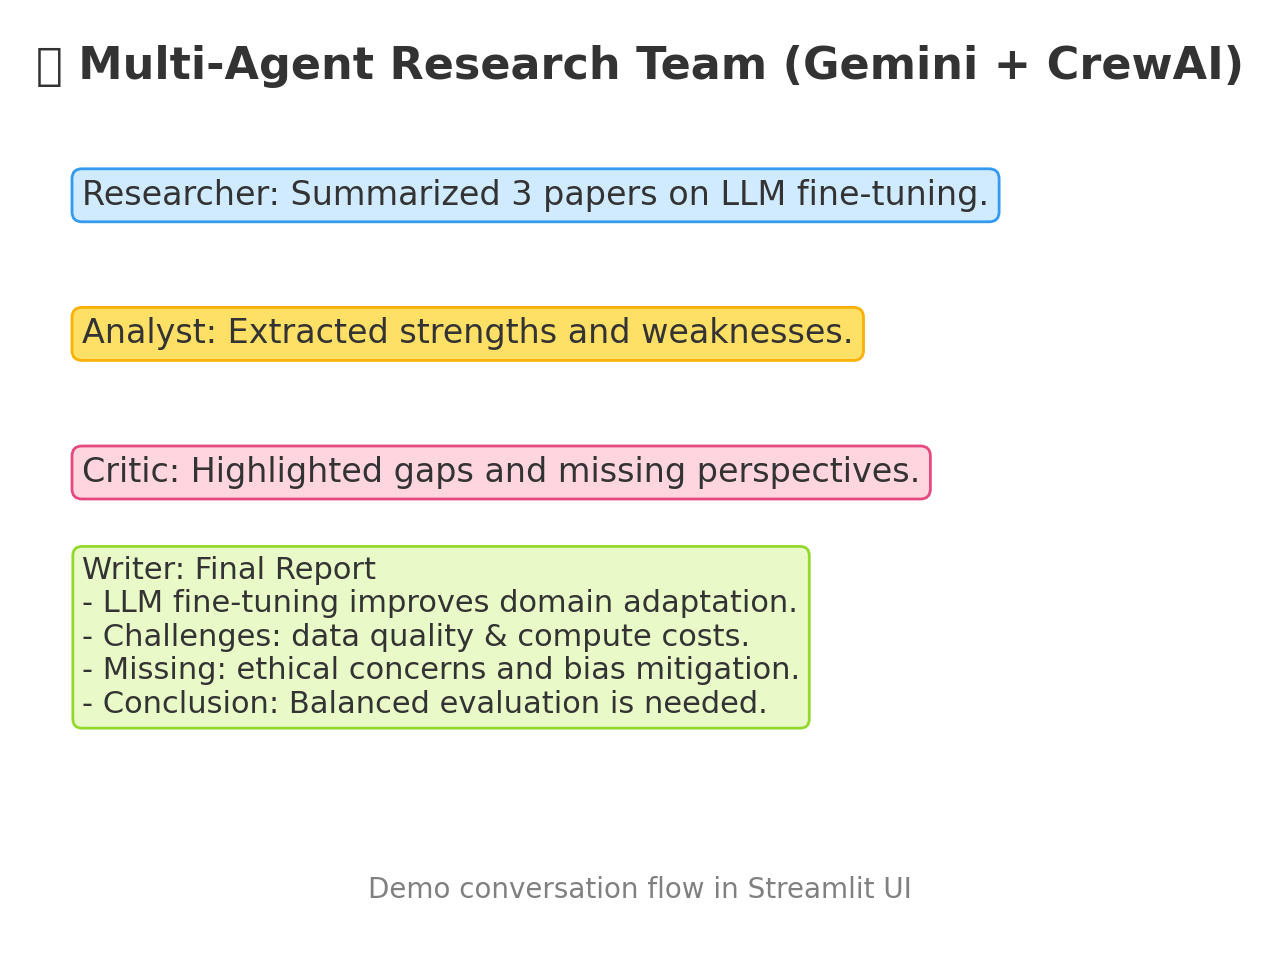 Multi-Agent Research Team (Gemini + CrewAI)
Researcher: Summarized 3 papers on LLM fine-tuning.
Analyst: Extracted strengths and weaknesses.
Critic: Highlighted gaps and missing perspectives.
Writer: Final Report
- LLM fine-tuning improves domain adaptation.
- Challenges: data quality & compute costs.
- Missing: ethical concerns and bias mitigation.
- Conclusion: Balanced evaluation is needed.
Demo conversation flow in Streamlit UI